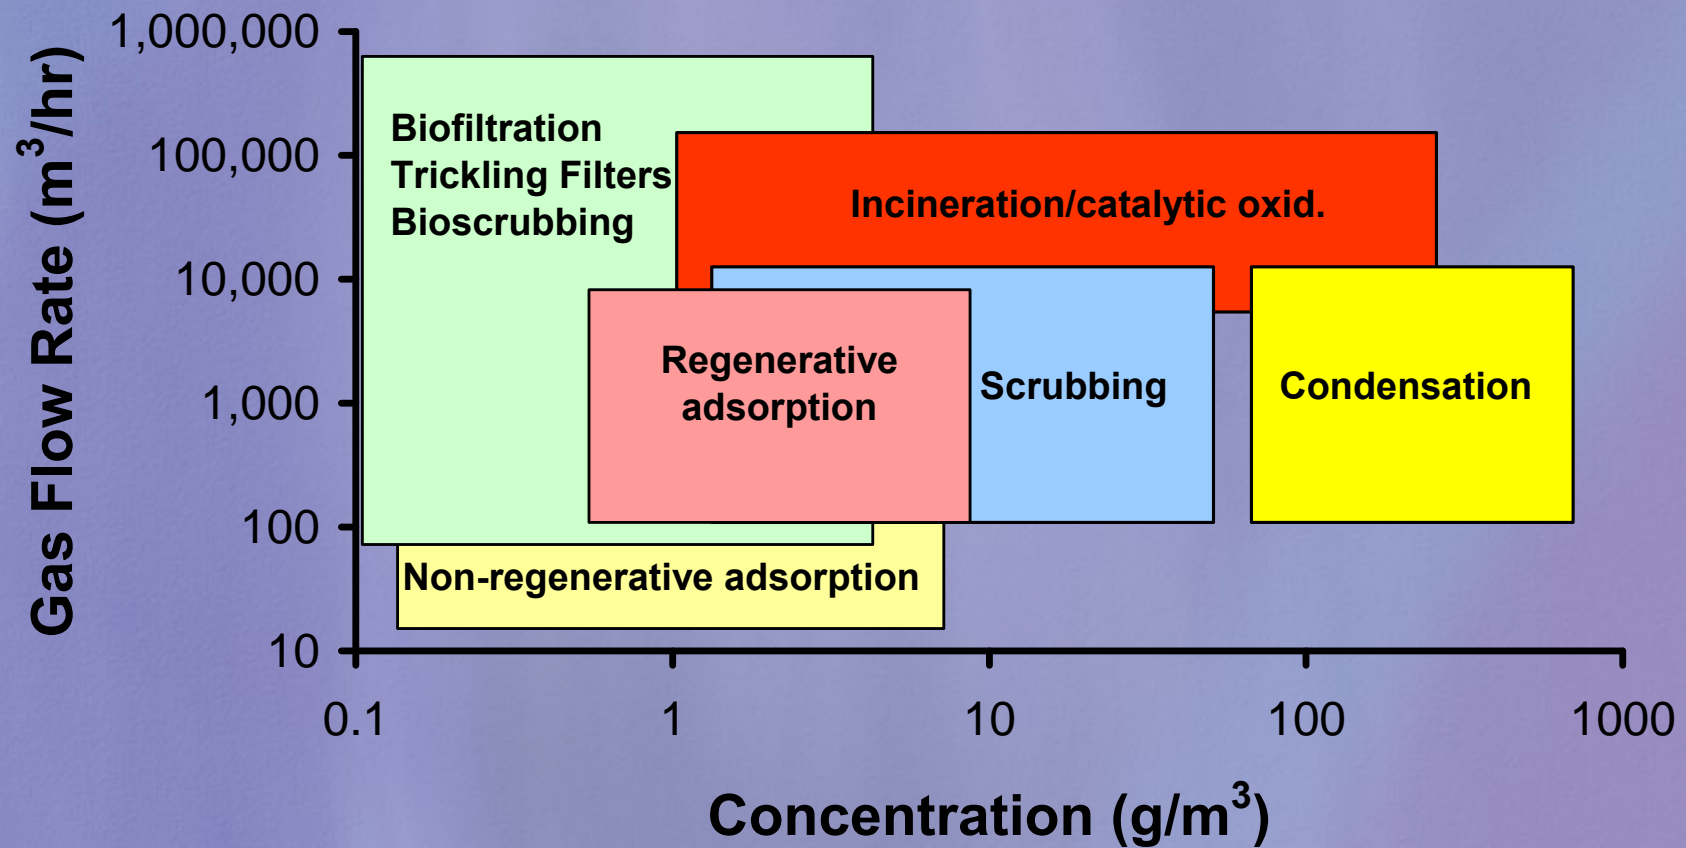 Gas Flow Rate (m³/hr)
1,000,000
100,000
10,000
1,000
100
10
Biofiltration
Trickling Filters
Bioscrubbing
Incineration/catalytic oxid.
Regenerative
adsorption
Scrubbing
Condensation
Non-regenerative adsorption
0.1
1
10
100
1000
Concentration (g/m³)